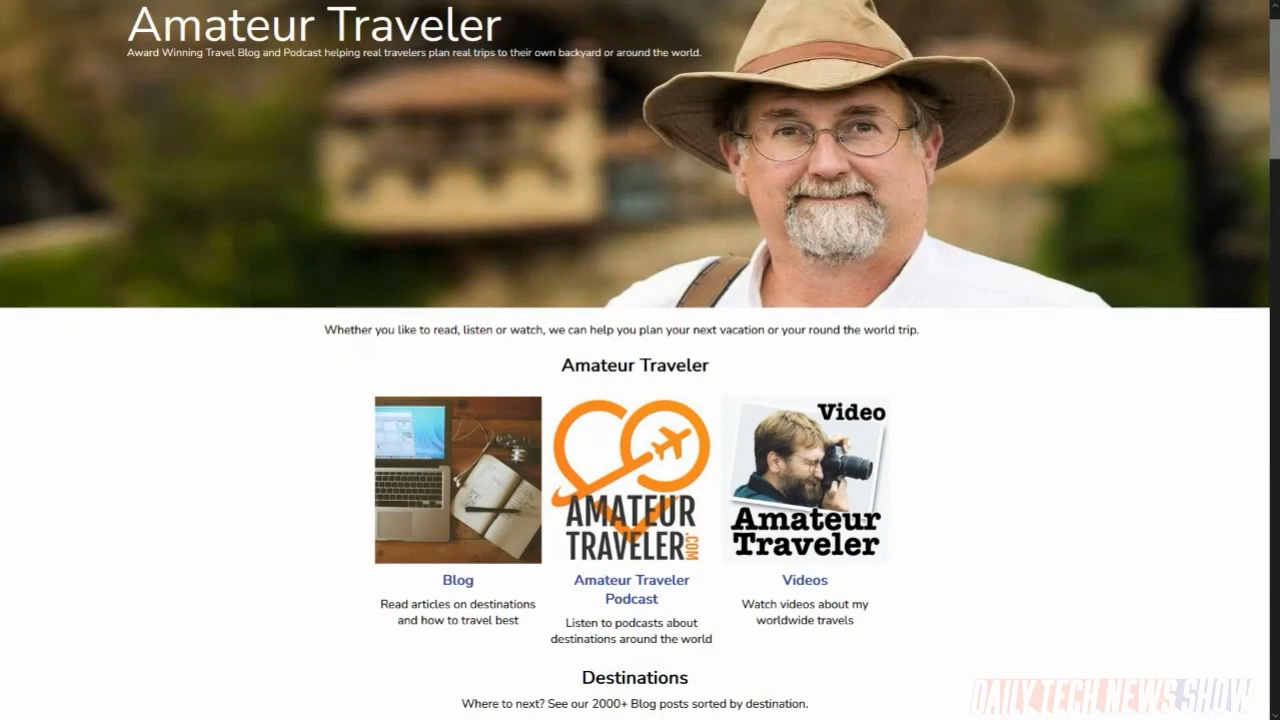 Amateur Traveler
Award Winning Travel Blog and Podcast helping real travelers plan real trips to their own backyard or around the world.
Whether you like to read, listen or watch, we can help you plan your next vacation or your round the world trip.
Amateur Traveler
Video
AMATEUR
TRAVELER
.COM
Amateur
Traveler
Blog
Read articles on destinations
and how to travel best
Amateur Traveler
Podcast
Listen to podcasts about
destinations around the world
Videos
Watch videos about my
worldwide travels
Destinations
Where to next? See our 2000+ Blog posts sorted by destination.
DAILY TECH NEWS SHOW